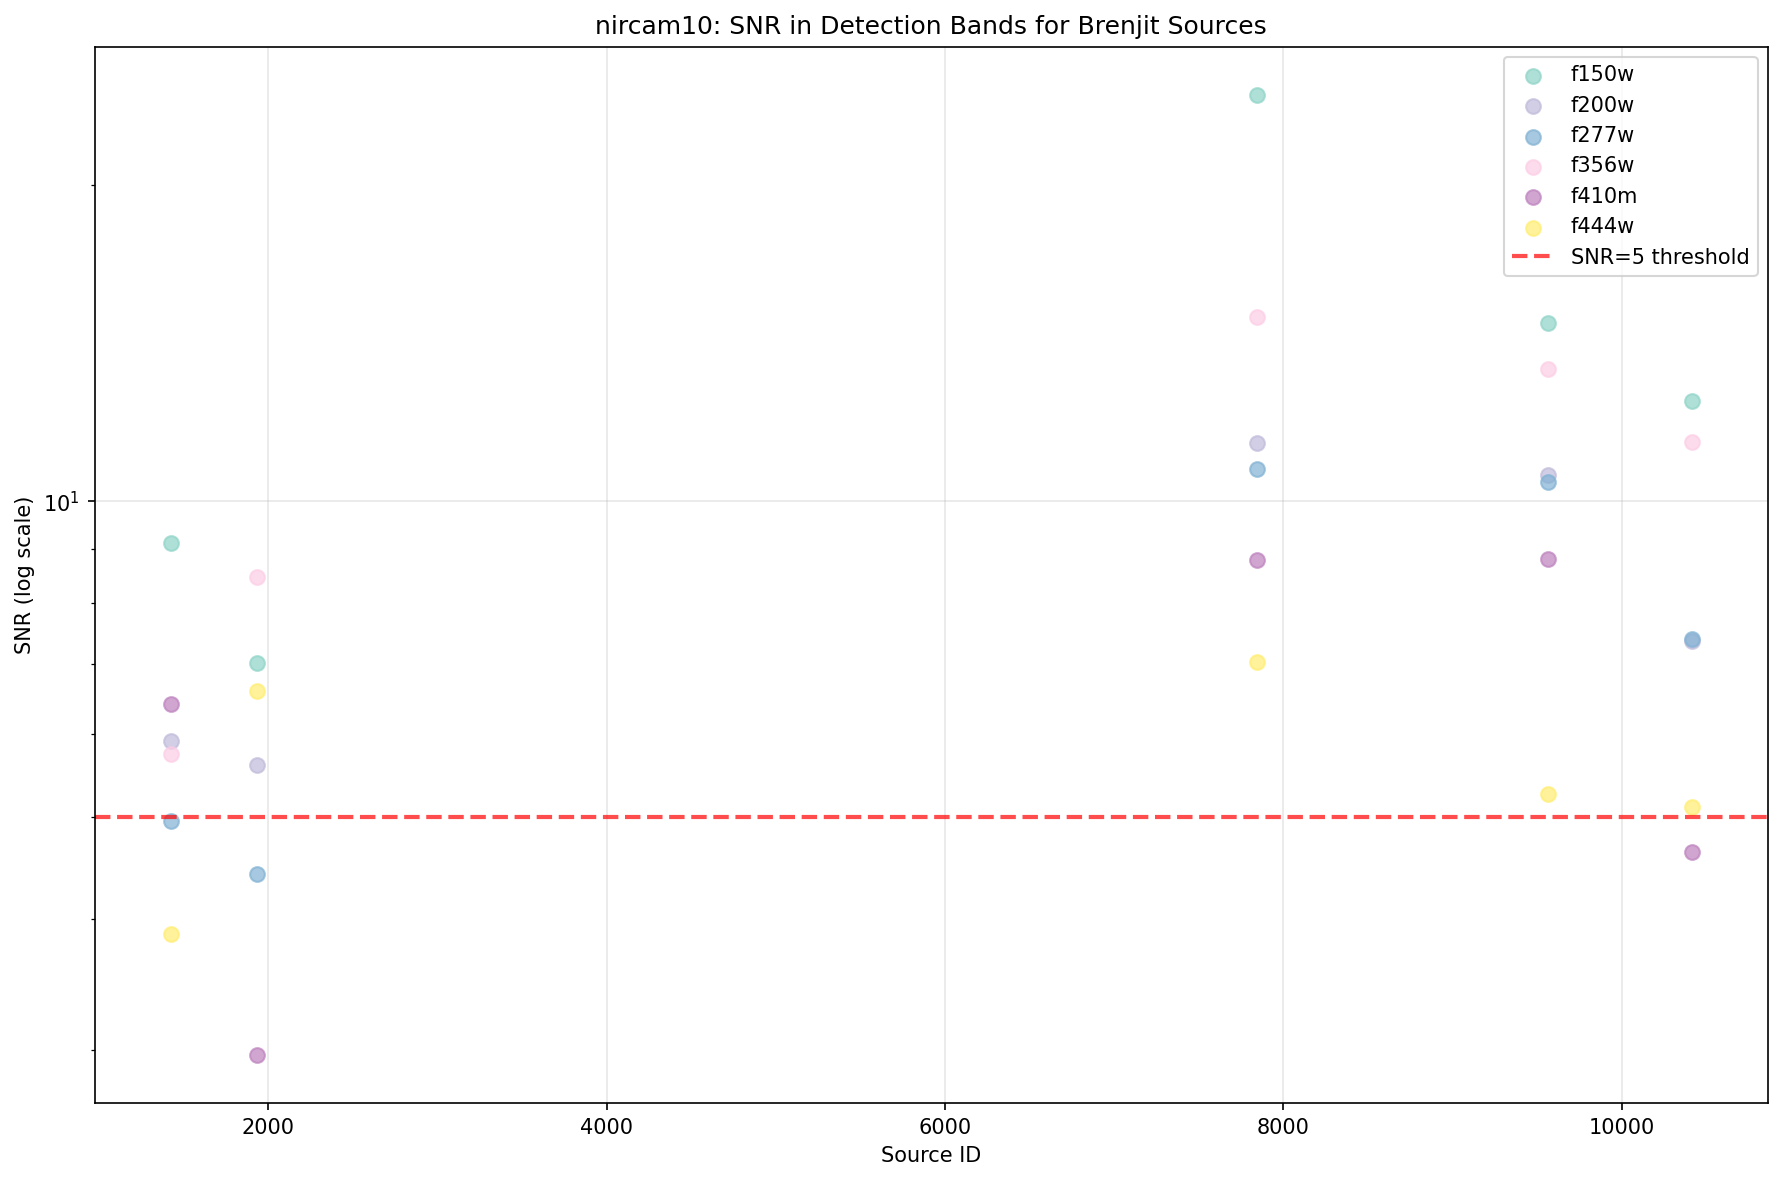 nircam10: SNR in Detection Bands for Brenjit Sources
f150w
f200w
f277w
f356w
f410m
f444w
SNR=5 threshold
SNR (log scale)
10¹
2000 4000 6000 8000 10000
Source ID